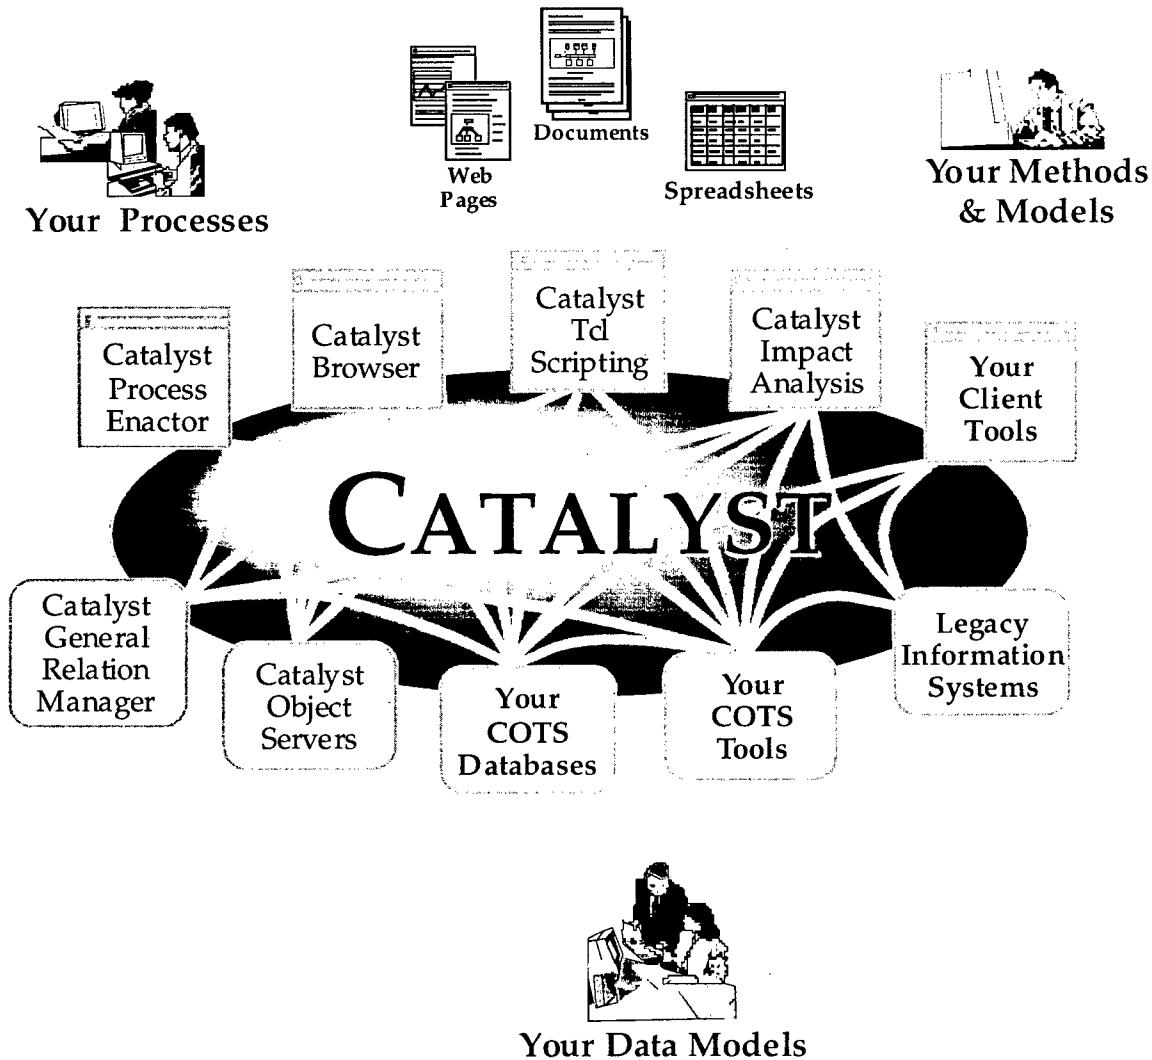 Documents
Web
Pages
Spreadsheets
Your Methods
& Models
Your Processes
Catalyst
Process
Enactor
Catalyst
Browser
Catalyst
Tcl
Scripting
Catalyst
Impact
Analysis
Your
Client
Tools
CATALYST
Catalyst
General
Relation
Manager
Catalyst
Object
Servers
Your
COTS
Databases
Your
COTS
Tools
Legacy
Information
Systems
Your Data Models